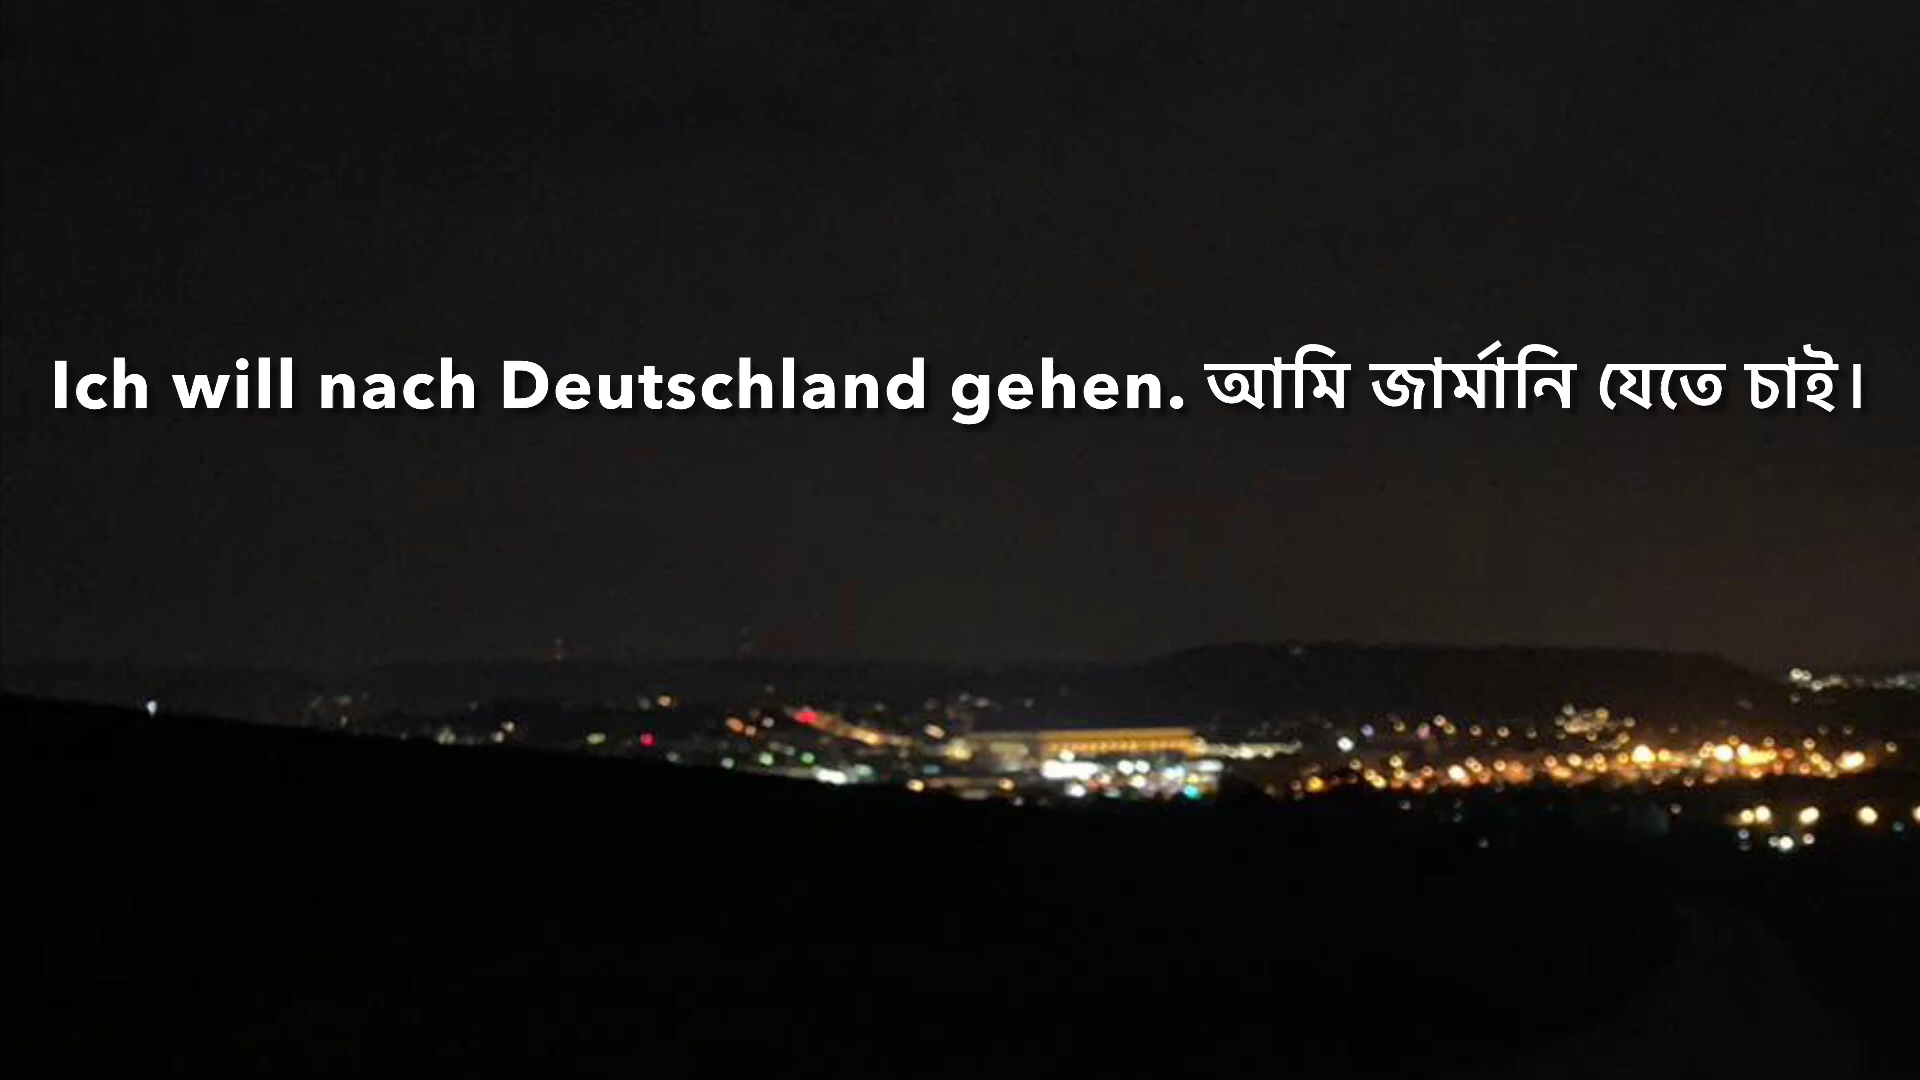 Ich will nach Deutschland gehen. আমি জার্মানি যেতে চাই।